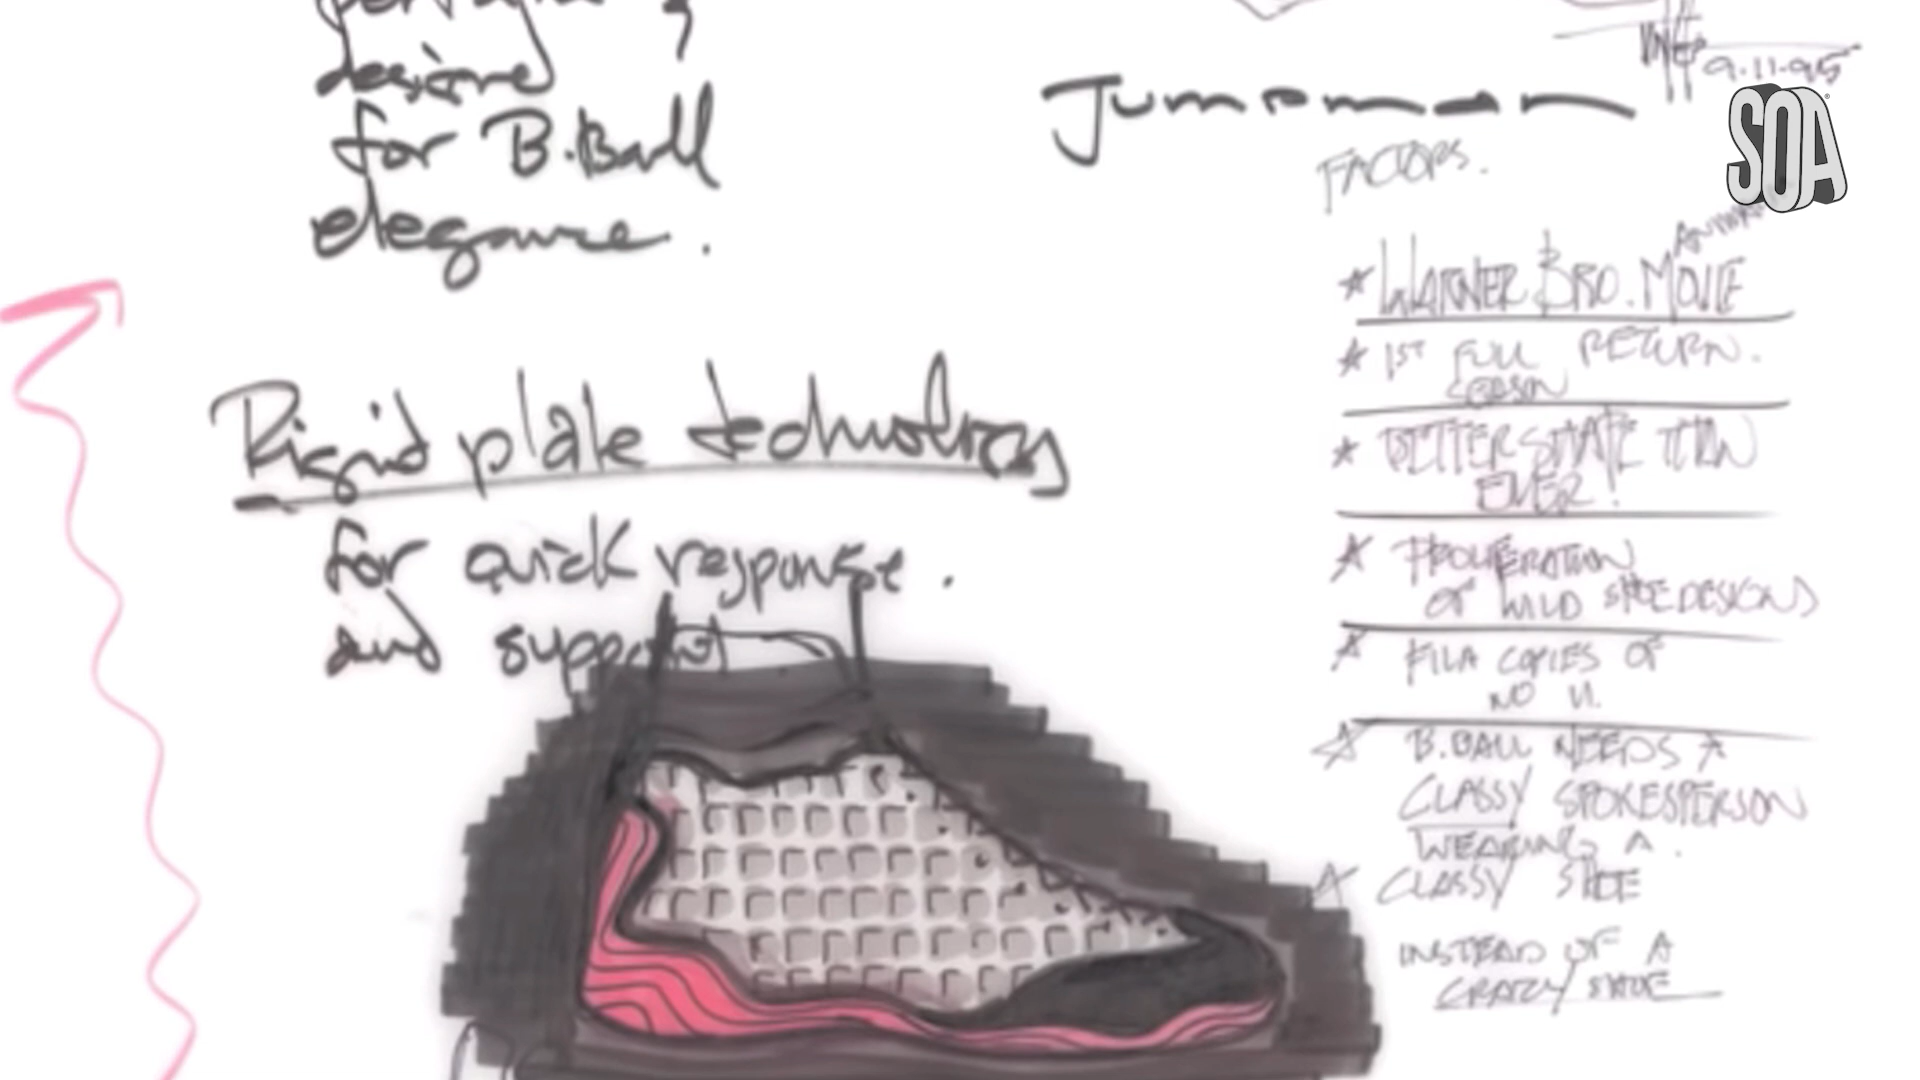 designed
for B.Ball
elegance.
Rigid plate technology
for quick response.
and support
9.11.95
Jumpman
SOA
FACTORS.
★ WARNER BRO. MOVIE
★ 1ST FULL RETURN.
SEASON
★ BETTER SHAPE THAN
EVER!
★ PROLIFERATION
OF WILD SHOE DESIGNS
★ FILA COPIES OF
NO 11.
★ B.BALL NEEDS A
CLASSY SPOKESPERSON
WEARING A.
★ CLASSY SHOE
INSTEAD OF A
CRAZY SHOE